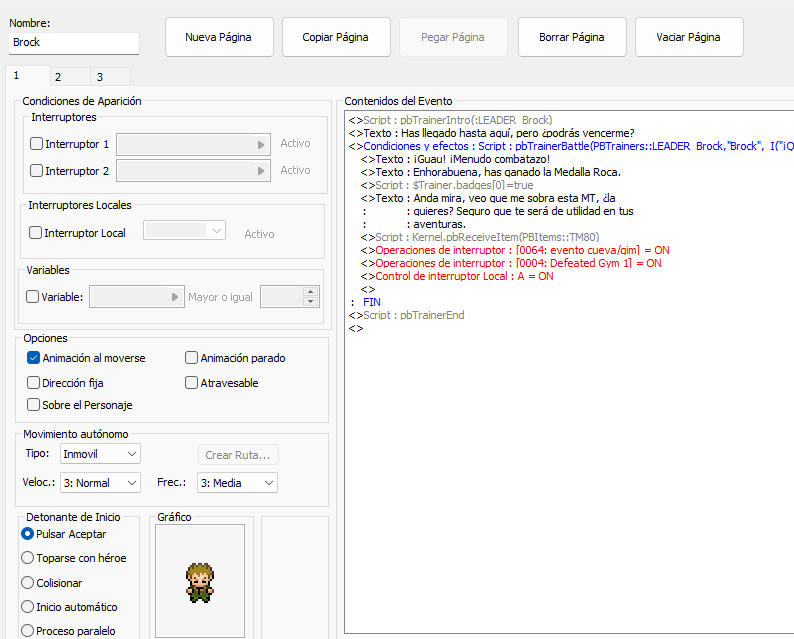 Nombre:
Brock
Nueva Página
Copiar Página
Pegar Página
Borrar Página
Vaciar Página
1
2
3
Condiciones de Aparición
Interruptores
Interruptor 1
Activo
Interruptor 2
Activo
Interruptores Locales
Interruptor Local
Activo
Variables
Variable:
Mayor o igual
Opciones
Animación al moverse
Animación parado
Dirección fija
Atravesable
Sobre el Personaje
Movimiento autónomo
Tipo:
Inmovil
Crear Ruta...
Veloc.:
3: Normal
Frec.:
3: Media
Detonante de Inicio
Pulsar Aceptar
Toparse con héroe
Colisionar
Inicio automático
Proceso paralelo
Gráfico
Contenidos del Evento
<>Script : pbTrainerIntro(:LEADER_Brock)
<>Texto : Has llegado hasta aquí, pero ¿podrás vencerme?
<>Condiciones y efectos : Script : pbTrainerBattle(PBTrainers::LEADER_Brock,"Brock",_I("¡Q
<>Texto : ¡Guau! ¡Menudo combatazo!
<>Texto : Enhorabuena, has ganado la Medalla Roca.
<>Script : $Trainer.badges[0]=true
<>Texto : Anda mira, veo que me sobra esta MT, ¿la
: : quieres? Seguro que te será de utilidad en tus
: : aventuras.
<>Script : Kernel.pbReceiveItem(PBItems::TM80)
<>Operaciones de interruptor : [0064: evento cueva/gim] = ON
<>Operaciones de interruptor : [0004: Defeated Gym 1] = ON
<>Control de interruptor Local : A = ON
<>
: FIN
<>Script : pbTrainerEnd
<>